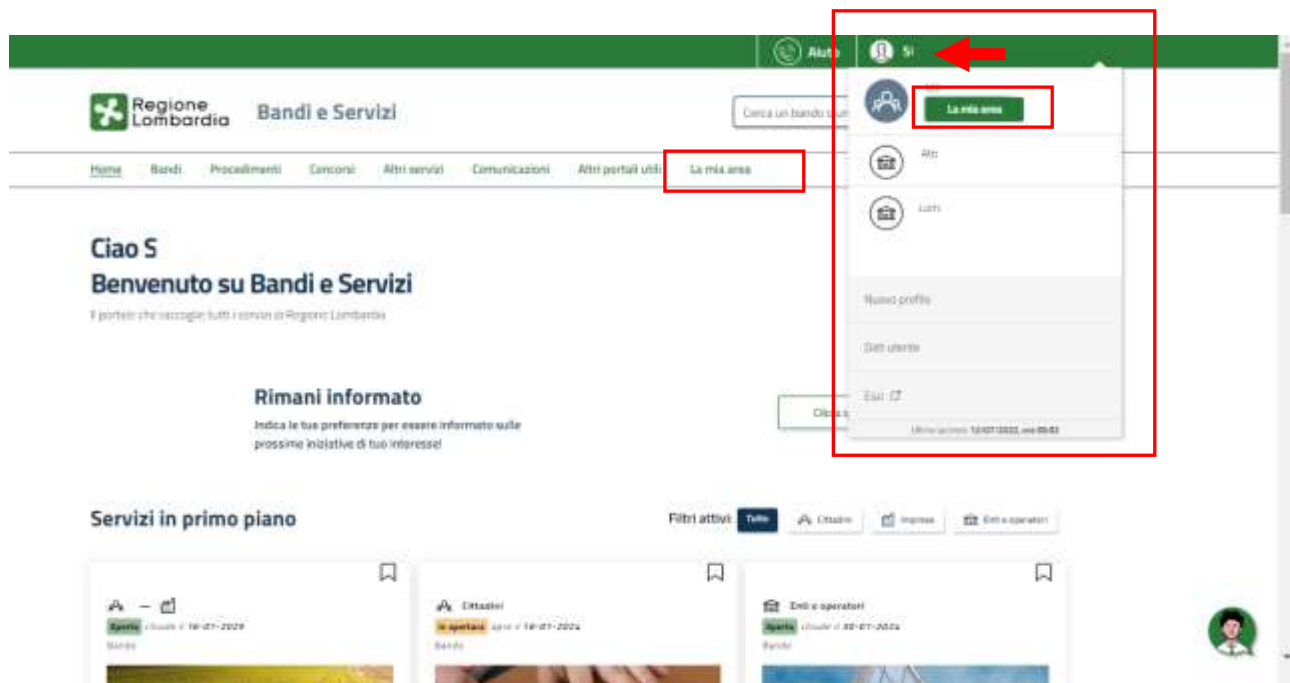 Aiuto
Si
Regione
Lombardia
Bandi e Servizi
Cerca un bando o un
La mia area
Home
Bandi
Procedimenti
Concorsi
Altri servizi
Comunicazioni
Altri portali utili
La mia area
Ciao S
Benvenuto su Bandi e Servizi
Il portale che raccoglie tutti i servizi di Regione Lombardia
Nuovo profilo
Dati utente
Esci
Rimani informato
Indica le tue preferenze per essere informato sulle
prossime iniziative di tuo interesse!
Servizi in primo piano
Filtri attivi:
Tutto
Cittadini
Imprese
Enti e operatori
Aperto
Bando
Cittadini
In apertura
Bando
Enti e operatori
Aperto
Bando